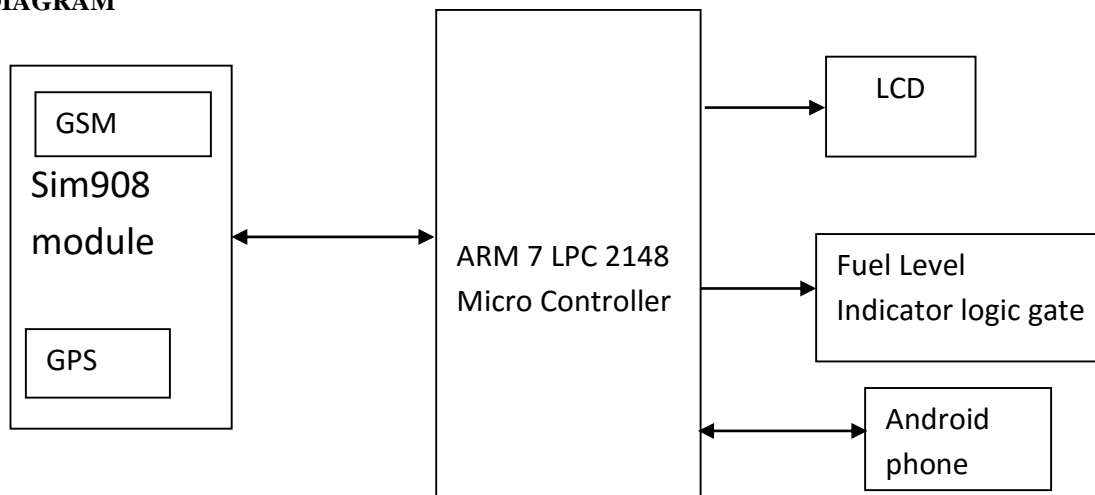 DIAGRAM
GSM
Sim908
module
GPS
ARM 7 LPC 2148
Micro Controller
LCD
Fuel Level
Indicator logic gate
Android
phone